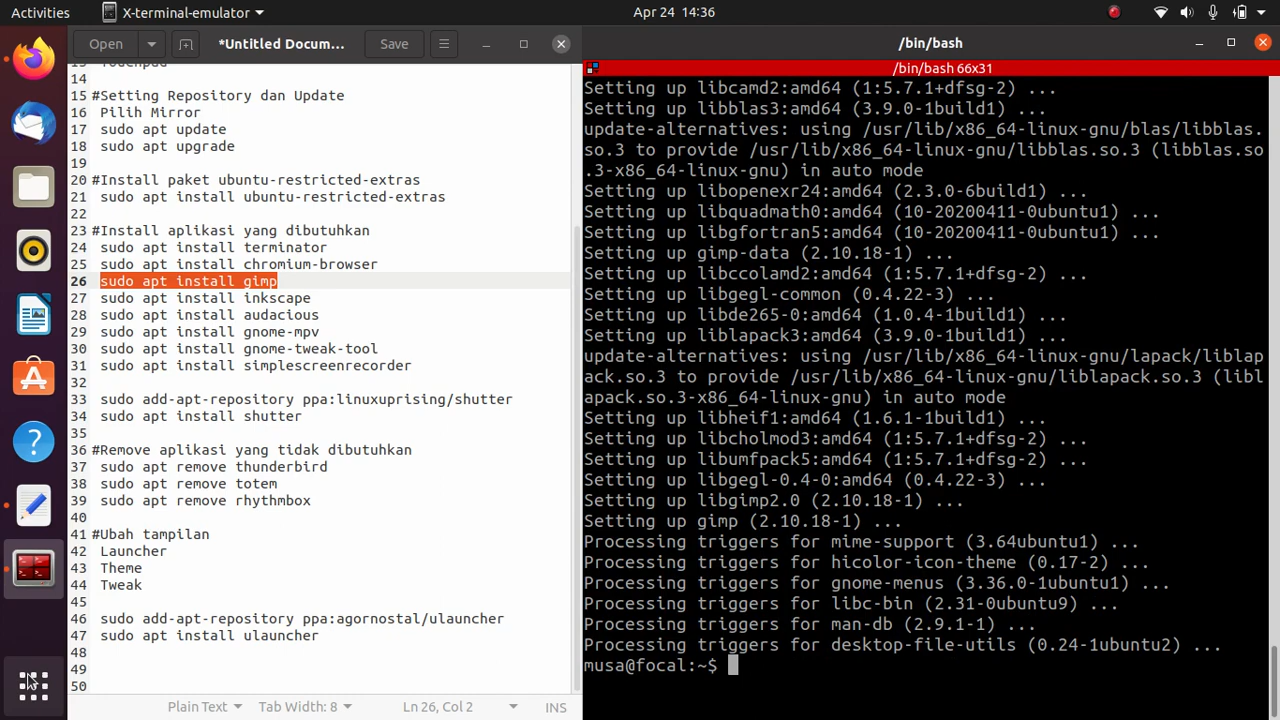 Activities X-terminal-emulator Apr 24 14:36
Open *Untitled Docum... Save
/bin/bash
/bin/bash 66x31
14
15 #Setting Repository dan Update
16 Pilih Mirror
17 sudo apt update
18 sudo apt upgrade
19
20 #Install paket ubuntu-restricted-extras
21 sudo apt install ubuntu-restricted-extras
22
23 #Install aplikasi yang dibutuhkan
24 sudo apt install terminator
25 sudo apt install chromium-browser
26 sudo apt install gimp
27 sudo apt install inkscape
28 sudo apt install audacious
29 sudo apt install gnome-mpv
30 sudo apt install gnome-tweak-tool
31 sudo apt install simplescreenrecorder
32
33 sudo add-apt-repository ppa:linuxuprising/shutter
34 sudo apt install shutter
35
36 #Remove aplikasi yang tidak dibutuhkan
37 sudo apt remove thunderbird
38 sudo apt remove totem
39 sudo apt remove rhythmbox
40
41 #Ubah tampilan
42 Launcher
43 Theme
44 Tweak
45
46 sudo add-apt-repository ppa:agornostal/ulauncher
47 sudo apt install ulauncher
48
49
50
Plain Text Tab Width: 8 Ln 26, Col 2 INS
Setting up libcamd2:amd64 (1:5.7.1+dfsg-2) ...
Setting up libblas3:amd64 (3.9.0-1build1) ...
update-alternatives: using /usr/lib/x86_64-linux-gnu/blas/libblas.
so.3 to provide /usr/lib/x86_64-linux-gnu/libblas.so.3 (libblas.so
.3-x86_64-linux-gnu) in auto mode
Setting up libopenexr24:amd64 (2.3.0-6build1) ...
Setting up libquadmath0:amd64 (10-20200411-0ubuntu1) ...
Setting up libgfortran5:amd64 (10-20200411-0ubuntu1) ...
Setting up gimp-data (2.10.18-1) ...
Setting up libccolamd2:amd64 (1:5.7.1+dfsg-2) ...
Setting up libgegl-common (0.4.22-3) ...
Setting up libde265-0:amd64 (1.0.4-1build1) ...
Setting up liblapack3:amd64 (3.9.0-1build1) ...
update-alternatives: using /usr/lib/x86_64-linux-gnu/lapack/liblap
ack.so.3 to provide /usr/lib/x86_64-linux-gnu/liblapack.so.3 (libl
apack.so.3-x86_64-linux-gnu) in auto mode
Setting up libheif1:amd64 (1.6.1-1build1) ...
Setting up libcholmod3:amd64 (1:5.7.1+dfsg-2) ...
Setting up libumfpack5:amd64 (1:5.7.1+dfsg-2) ...
Setting up libgegl-0.4-0:amd64 (0.4.22-3) ...
Setting up libgimp2.0 (2.10.18-1) ...
Setting up gimp (2.10.18-1) ...
Processing triggers for mime-support (3.64ubuntu1) ...
Processing triggers for hicolor-icon-theme (0.17-2) ...
Processing triggers for gnome-menus (3.36.0-1ubuntu1) ...
Processing triggers for libc-bin (2.31-0ubuntu9) ...
Processing triggers for man-db (2.9.1-1) ...
Processing triggers for desktop-file-utils (0.24-1ubuntu2) ...
musa@focal:~$